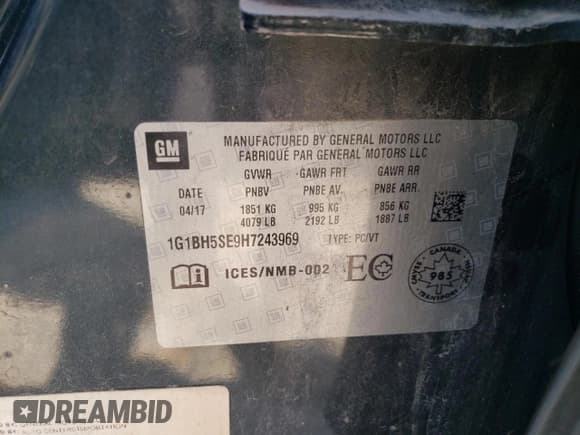 GM
MANUFACTURED BY GENERAL MOTORS LLC
FABRIQUÉ PAR GENERAL MOTORS LLC
GVWR GAWR FRT GAWR RR
DATE PNBV PNBE AV. PNBE ARR.
04/17 1851 KG 995 KG 856 KG
4079 LB 2192 LB 1887 LB
1G1BH5SE9H7243969 TYPE: PC/VT
i ICES/NMB-002 EC
CANADA
985
TRANSPORT
DREAMBID